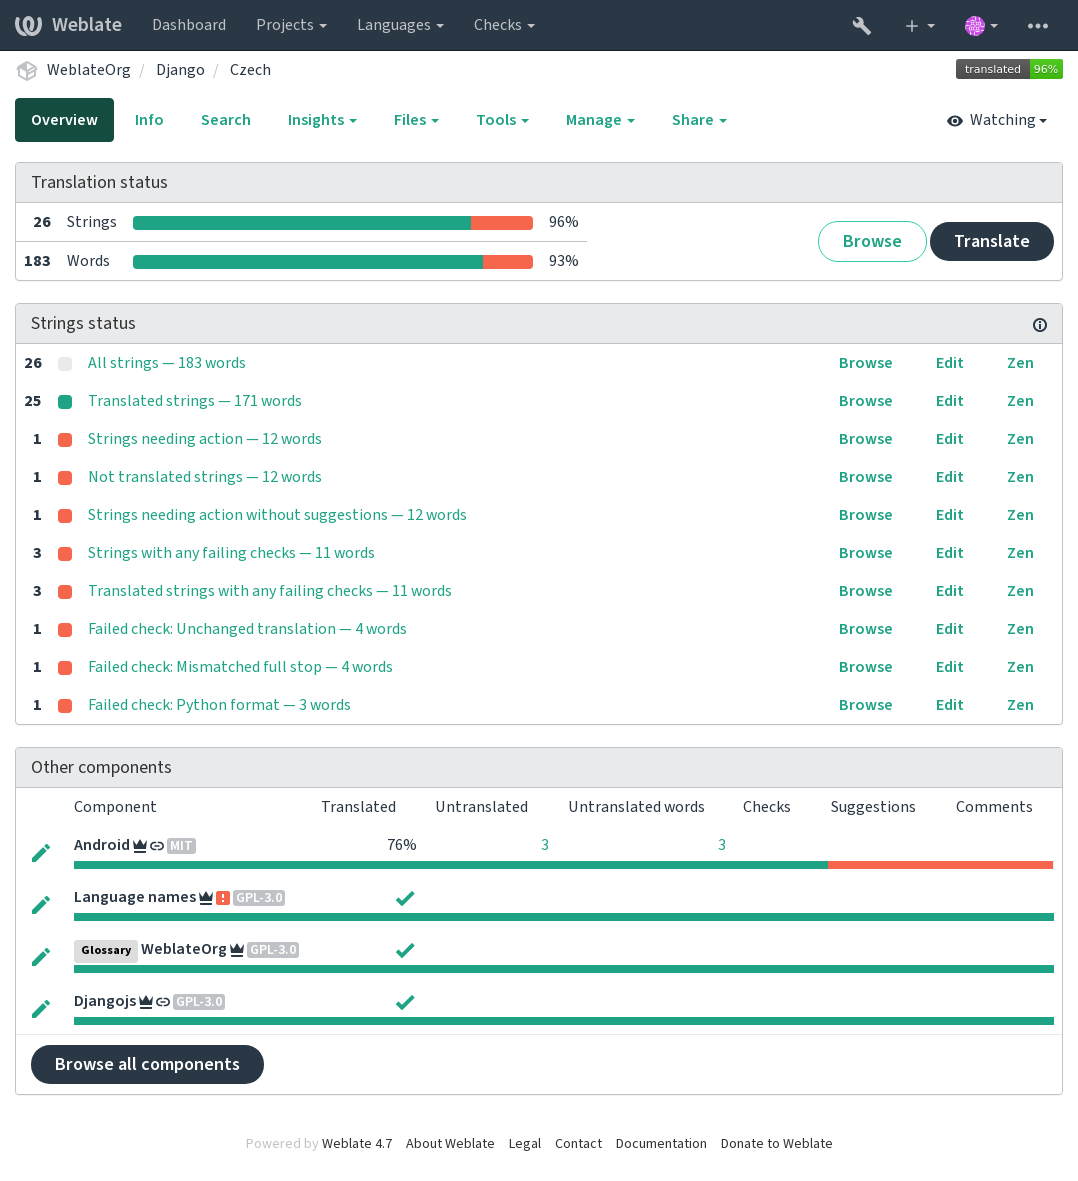 Weblate Dashboard Projects Languages Checks
WeblateOrg / Django / Czech translated 96%
Overview Info Search Insights Files Tools Manage Share Watching
Translation status
26 Strings 96%
Browse Translate
183 Words 93%
Strings status
26 All strings — 183 words Browse Edit Zen
25 Translated strings — 171 words Browse Edit Zen
1 Strings needing action — 12 words Browse Edit Zen
1 Not translated strings — 12 words Browse Edit Zen
1 Strings needing action without suggestions — 12 words Browse Edit Zen
3 Strings with any failing checks — 11 words Browse Edit Zen
3 Translated strings with any failing checks — 11 words Browse Edit Zen
1 Failed check: Unchanged translation — 4 words Browse Edit Zen
1 Failed check: Mismatched full stop — 4 words Browse Edit Zen
1 Failed check: Python format — 3 words Browse Edit Zen
Other components
Component Translated Untranslated Untranslated words Checks Suggestions Comments
Android MIT 76% 3 3
Language names GPL-3.0
Glossary WeblateOrg GPL-3.0
Djangojs GPL-3.0
Browse all components
Powered by Weblate 4.7 About Weblate Legal Contact Documentation Donate to Weblate